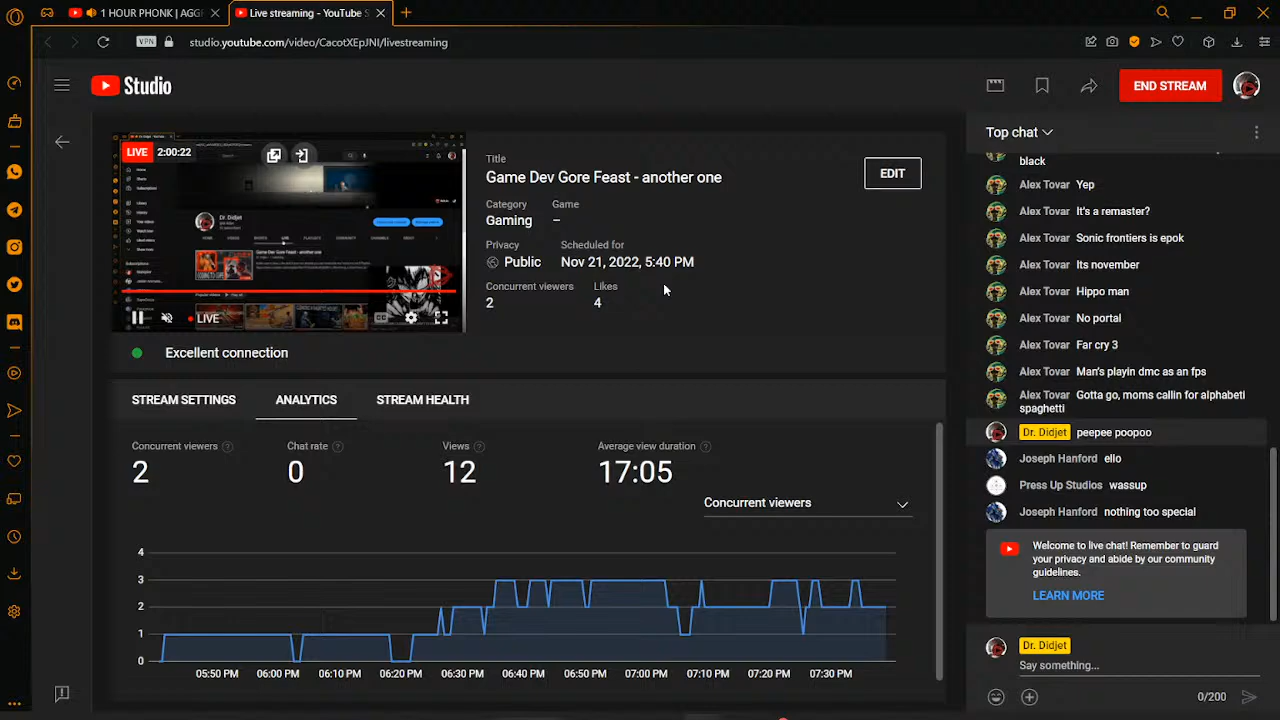 1 HOUR PHONK | AGG
Live streaming - YouTube S
VPN
studio.youtube.com/video/CacotXEpJNI/livestreaming
Studio
END STREAM
LIVE 2:00:22
Dr. Didjet
Game Dev Gore Feast - another one
LIVE
Title
Game Dev Gore Feast - another one
EDIT
Category Game
Gaming –
Privacy Scheduled for
Public Nov 21, 2022, 5:40 PM
Concurrent viewers Likes
2 4
Excellent connection
STREAM SETTINGS ANALYTICS STREAM HEALTH
Concurrent viewers Chat rate Views Average view duration
2 0 12 17:05
Concurrent viewers
4
3
2
1
0
05:50 PM 06:00 PM 06:10 PM 06:20 PM 06:30 PM 06:40 PM 06:50 PM 07:00 PM 07:10 PM 07:20 PM 07:30 PM
Top chat
black
Alex Tovar Yep
Alex Tovar It's a remaster?
Alex Tovar Sonic frontiers is epok
Alex Tovar Its november
Alex Tovar Hippo man
Alex Tovar No portal
Alex Tovar Far cry 3
Alex Tovar Man's playin dmc as an fps
Alex Tovar Gotta go, moms callin for alphabeti
spaghetti
Dr. Didjet peepee poopoo
Joseph Hanford ello
Press Up Studios wassup
Joseph Hanford nothing too special
Welcome to live chat! Remember to guard
your privacy and abide by our community
guidelines.
LEARN MORE
Dr. Didjet
Say something...
0/200